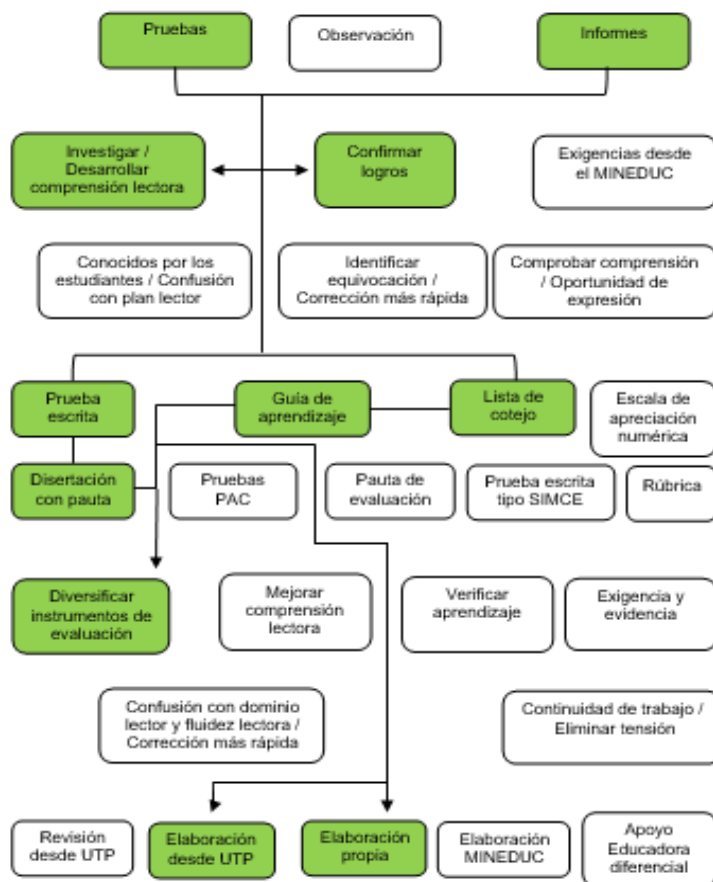 Pruebas
Observación
Informes
Investigar /
Desarrollar
comprensión lectora
Confirmar
logros
Exigencias desde
el MINEDUC
Conocidos por los
estudiantes / Confusión
con plan lector
Identificar
equivocación /
Corrección más rápida
Comprobar comprensión
/ Oportunidad de
expresión
Prueba
escrita
Guía de
aprendizaje
Lista de
cotejo
Escala de
apreciación
numérica
Disertación
con pauta
Pruebas
PAC
Pauta de
evaluación
Prueba escrita
tipo SIMCE
Rúbrica
Diversificar
instrumentos de
evaluación
Mejorar
comprensión
lectora
Verificar
aprendizaje
Exigencia y
evidencia
Confusión con dominio
lector y fluidez lectora /
Corrección más rápida
Continuidad de trabajo /
Eliminar tensión
Revisión
desde UTP
Elaboración
desde UTP
Elaboración
propia
Elaboración
MINEDUC
Apoyo
Educadora
diferencial